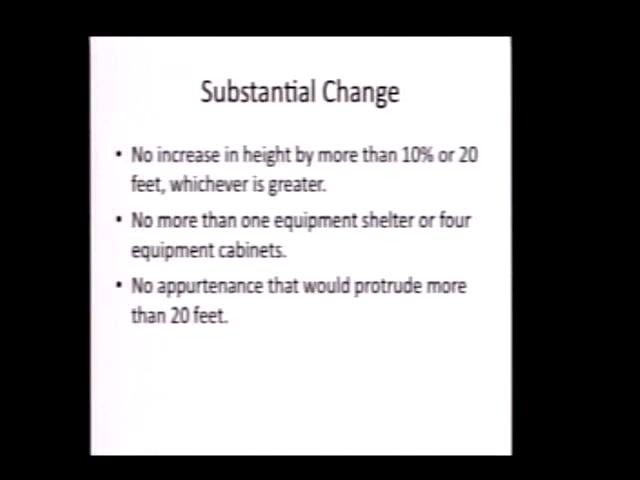 Substantial Change
• No increase in height by more than 10% or 20
feet, whichever is greater.
• No more than one equipment shelter or four
equipment cabinets.
• No appurtenance that would protrude more
than 20 feet.